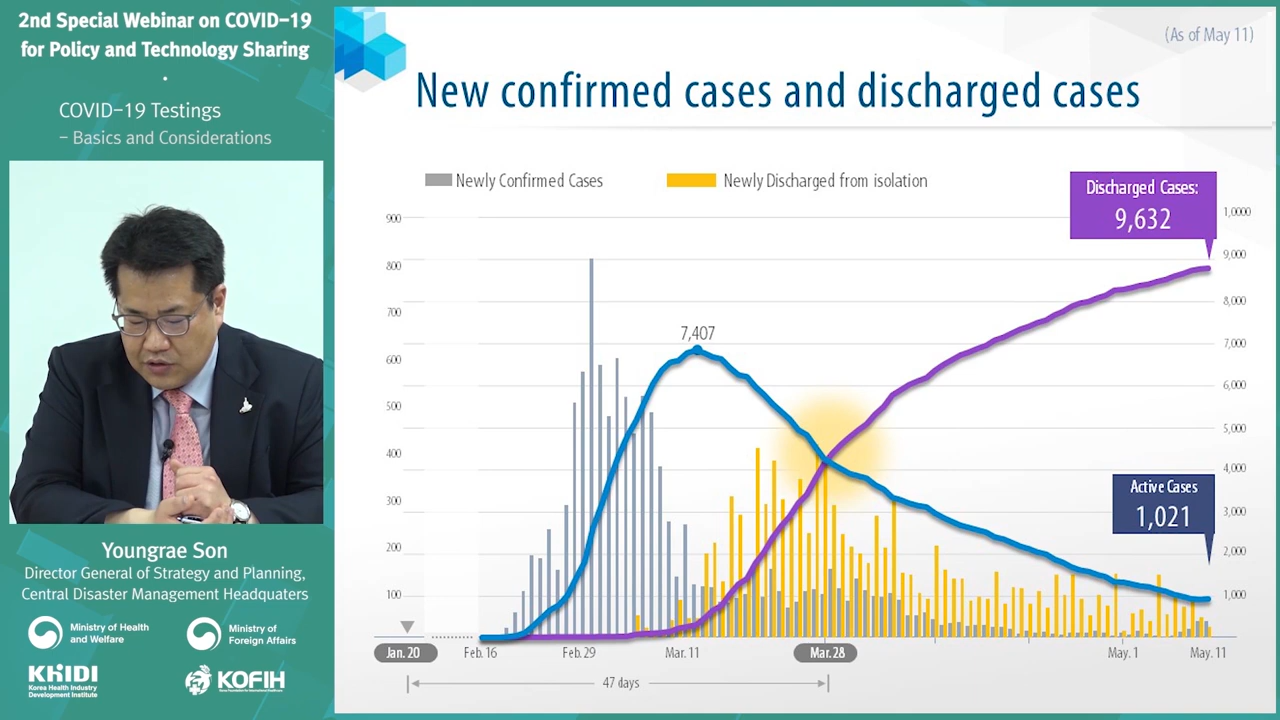 2nd Special Webinar on COVID-19
for Policy and Technology Sharing
COVID-19 Testings
- Basics and Considerations
Youngrae Son
Director General of Strategy and Planning,
Central Disaster Management Headquaters
Ministry of Health
and Welfare
Ministry of
Foreign Affairs
KHIDI
Korea Health Industry
Development Institute
KOFIH
(As of May 11)
New confirmed cases and discharged cases
Newly Confirmed Cases
Newly Discharged from isolation
Discharged Cases:
9,632
900
800
700
600
500
400
300
200
100
7,407
1,0000
9,000
8,000
7,000
6,000
5,000
4,000
3,000
2,000
1,000
Active Cases
1,021
Jan. 20
Feb. 16
Feb. 29
Mar. 11
Mar. 28
May. 1
May. 11
47 days